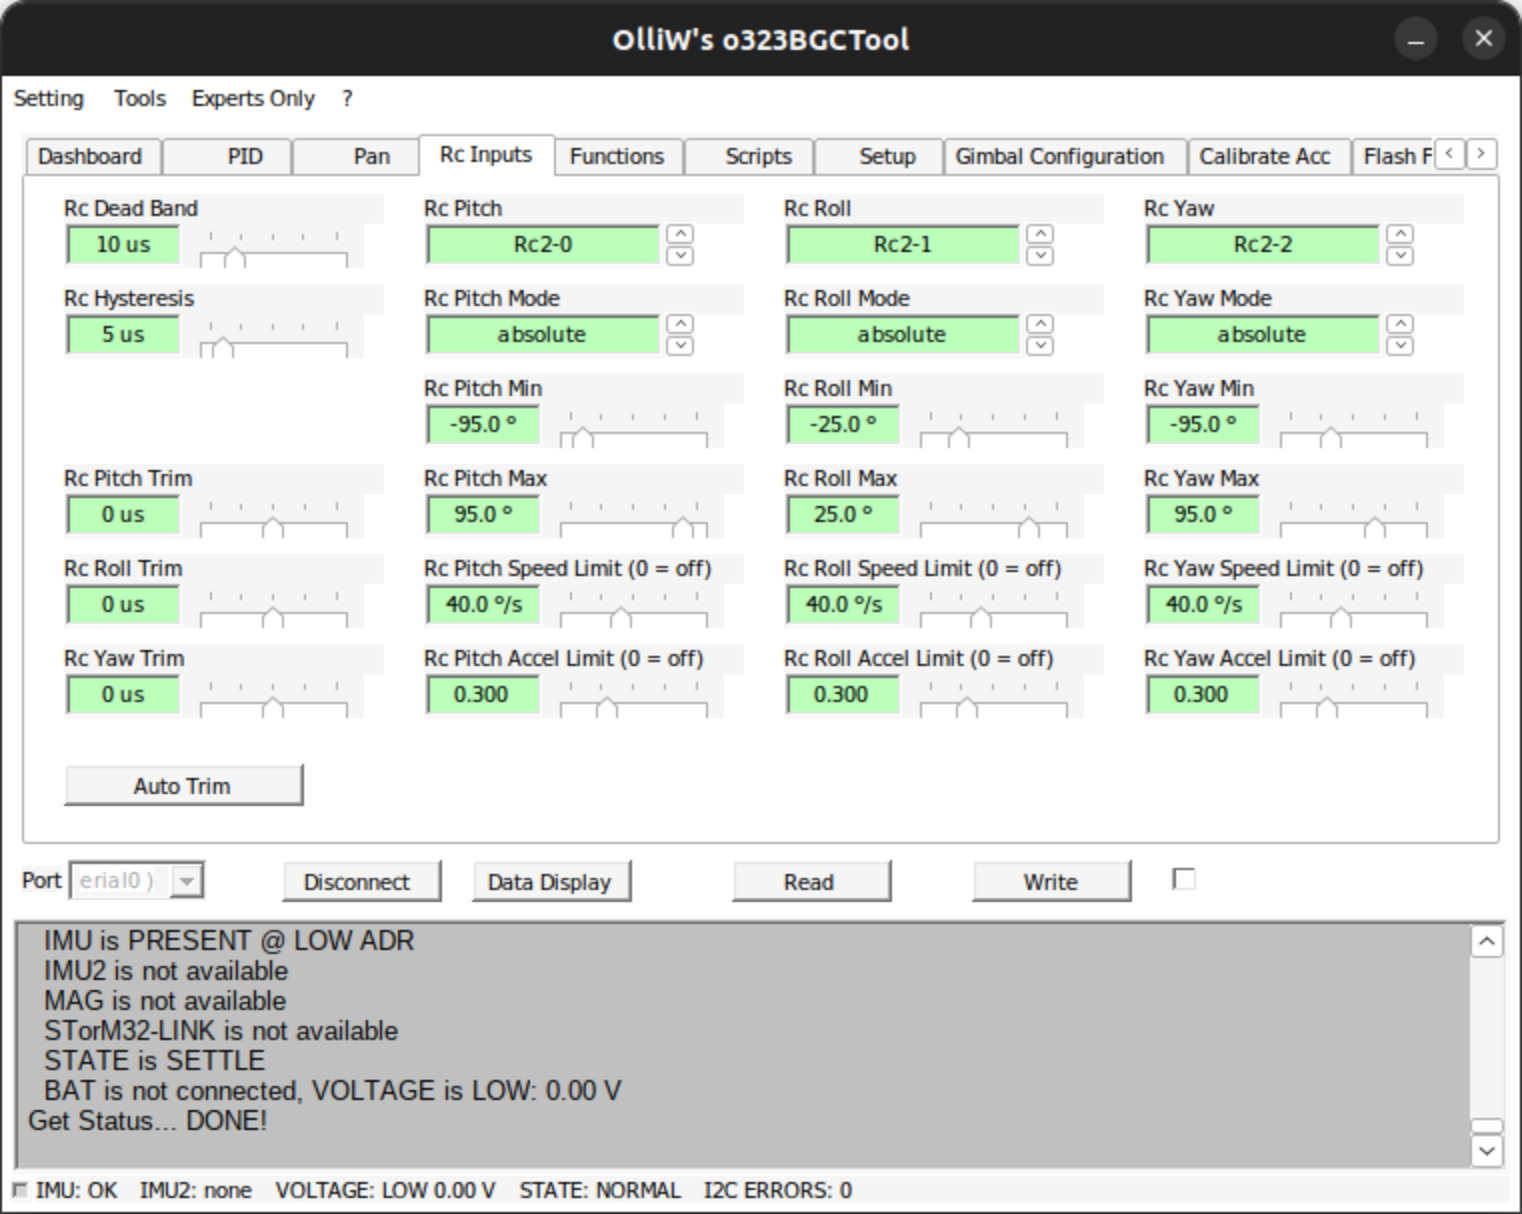 OlliW's o323BGCTool
Setting Tools Experts Only ?
Dashboard PID Pan Rc Inputs Functions Scripts Setup Gimbal Configuration Calibrate Acc Flash F
Rc Dead Band Rc Pitch Rc Roll Rc Yaw
10 us Rc2-0 Rc2-1 Rc2-2
Rc Hysteresis Rc Pitch Mode Rc Roll Mode Rc Yaw Mode
5 us absolute absolute absolute
Rc Pitch Min Rc Roll Min Rc Yaw Min
-95.0 ° -25.0 ° -95.0 °
Rc Pitch Trim Rc Pitch Max Rc Roll Max Rc Yaw Max
0 us 95.0 ° 25.0 ° 95.0 °
Rc Roll Trim Rc Pitch Speed Limit (0 = off) Rc Roll Speed Limit (0 = off) Rc Yaw Speed Limit (0 = off)
0 us 40.0 °/s 40.0 °/s 40.0 °/s
Rc Yaw Trim Rc Pitch Accel Limit (0 = off) Rc Roll Accel Limit (0 = off) Rc Yaw Accel Limit (0 = off)
0 us 0.300 0.300 0.300
Auto Trim
Port erial0 ) Disconnect Data Display Read Write
IMU is PRESENT @ LOW ADR
IMU2 is not available
MAG is not available
STorM32-LINK is not available
STATE is SETTLE
BAT is not connected, VOLTAGE is LOW: 0.00 V
Get Status... DONE!
IMU: OK IMU2: none VOLTAGE: LOW 0.00 V STATE: NORMAL I2C ERRORS: 0